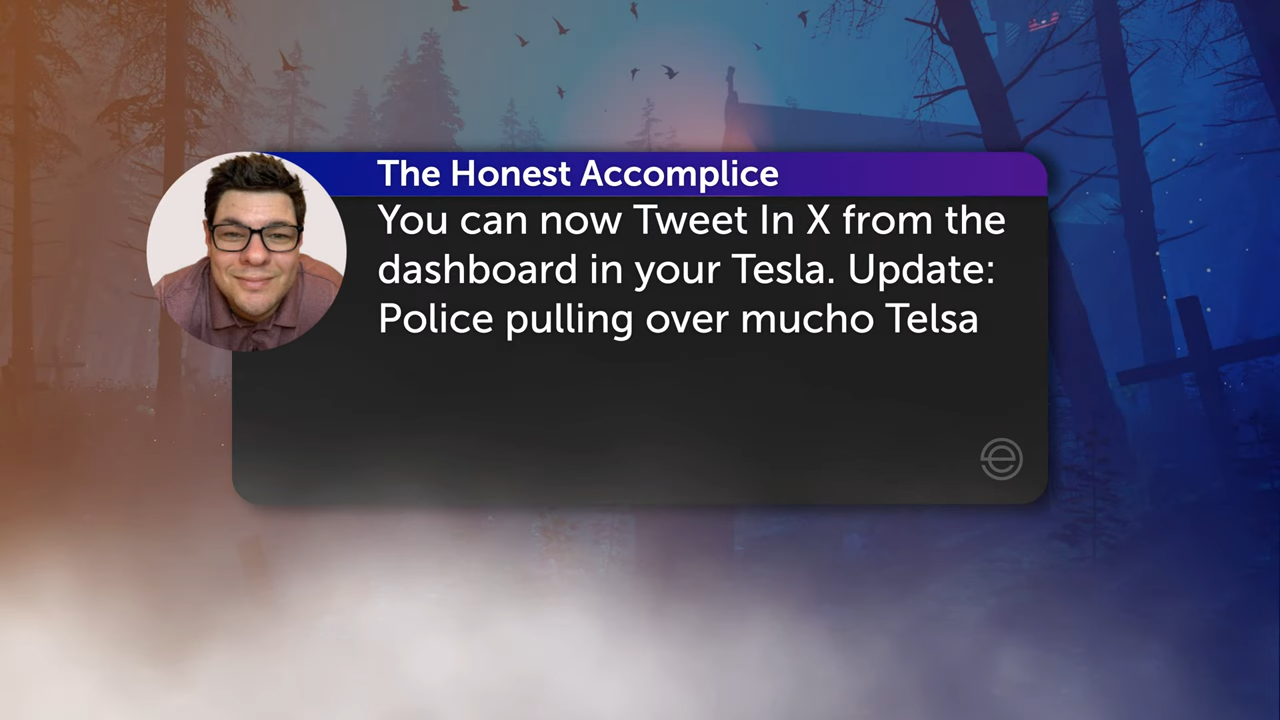 The Honest Accomplice
You can now Tweet In X from the
dashboard in your Tesla. Update:
Police pulling over mucho Telsa